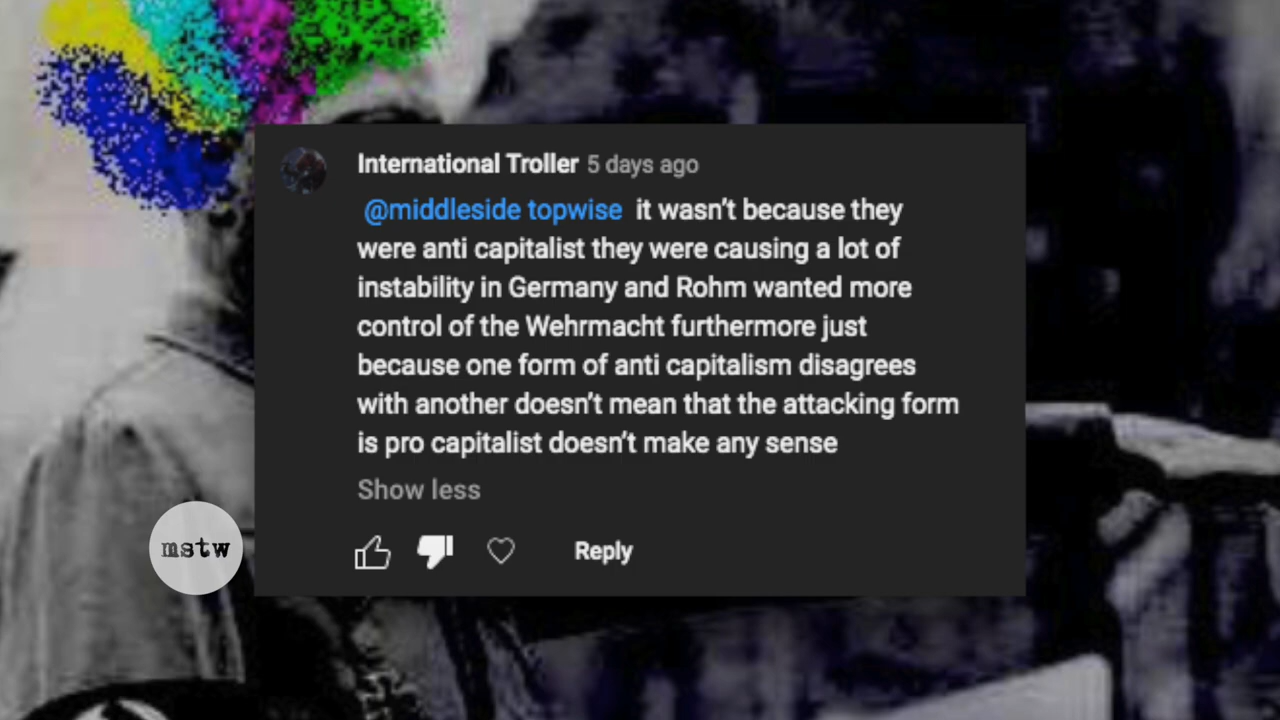 International Troller 5 days ago
@middleside topwise it wasn’t because they
were anti capitalist they were causing a lot of
instability in Germany and Rohm wanted more
control of the Wehrmacht furthermore just
because one form of anti capitalism disagrees
with another doesn’t mean that the attacking form
is pro capitalist doesn’t make any sense
Show less
Reply
mstw